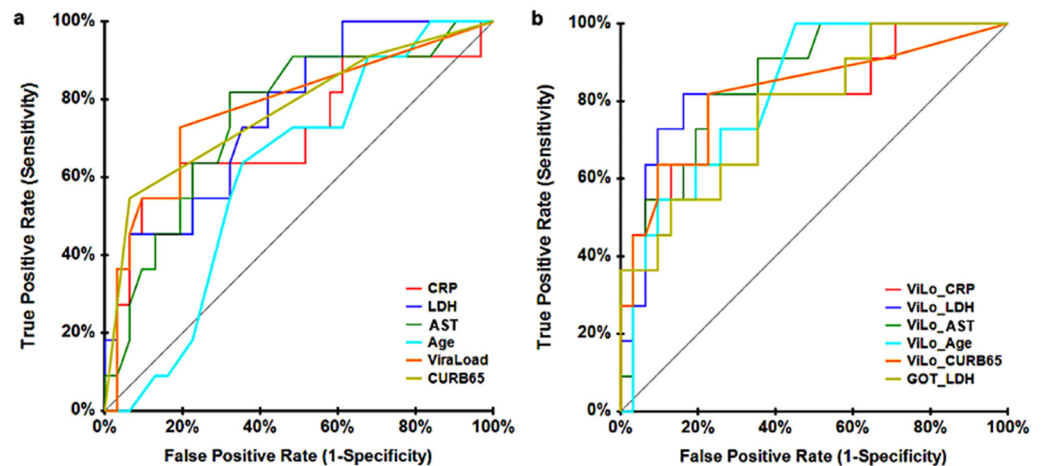 a
True Positive Rate (Sensitivity)
100%
80%
60%
40%
20%
0%
0% 20% 40% 60% 80% 100%
False Positive Rate (1-Specificity)
CRP
LDH
AST
Age
ViraLoad
CURB65
b
True Positive Rate (Sensitivity)
100%
80%
60%
40%
20%
0%
0% 20% 40% 60% 80% 100%
False Positive Rate (1-Specificity)
ViLo_CRP
ViLo_LDH
ViLo_AST
ViLo_Age
ViLo_CURB65
GOT_LDH